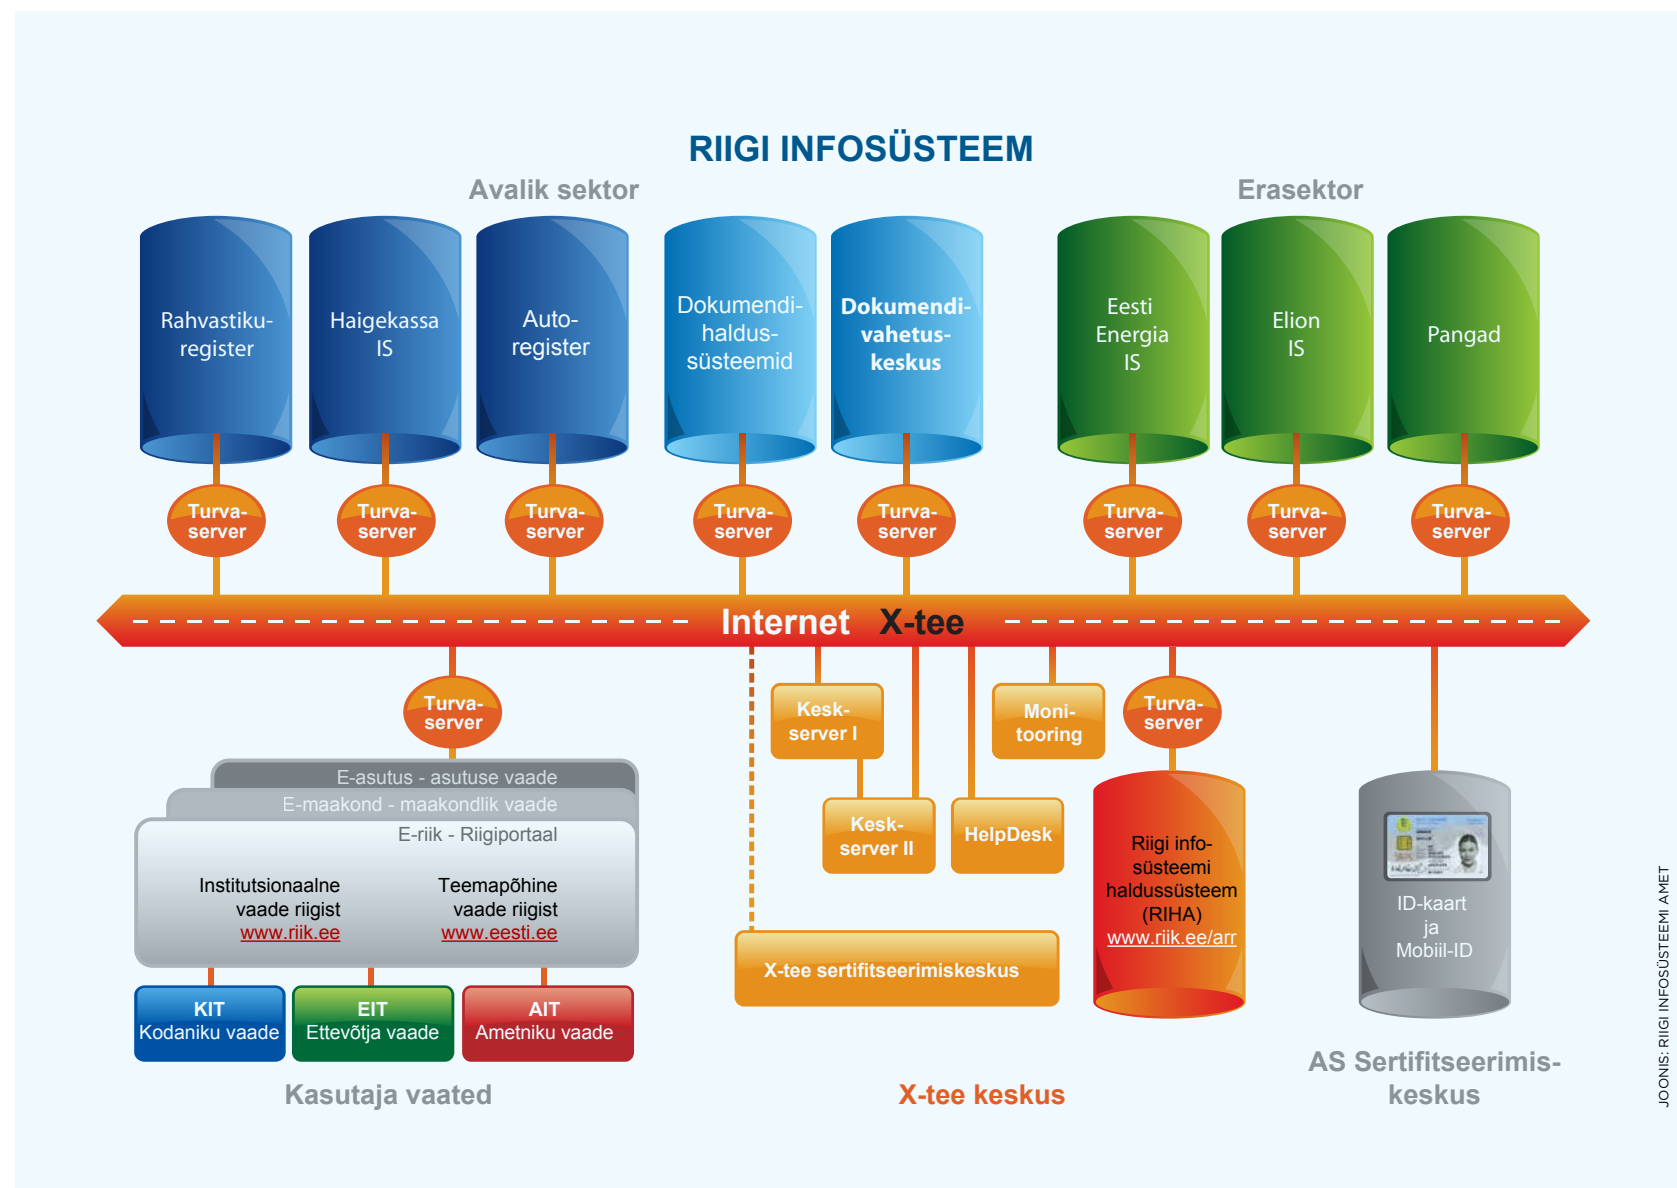 RIIGI INFOSÜSTEEM
Avalik sektor
Erasektor
Rahvastiku-
register
Haigekassa
IS
Auto-
register
Dokumendi-
haldus-
süsteemid
Dokumendi-
vahetus-
keskus
Eesti
Energia
IS
Elion
IS
Pangad
Turva-
server
Turva-
server
Turva-
server
Turva-
server
Turva-
server
Turva-
server
Turva-
server
Turva-
server
Internet X-tee
Turva-
server
E-asutus - asutuse vaade
E-maakond - maakondlik vaade
E-riik - Riigiportaal
Institutsionaalne
vaade riigist
www.riik.ee
Teemapõhine
vaade riigist
www.eesti.ee
KIT
Kodaniku vaade
EIT
Ettevõtja vaade
AIT
Ametniku vaade
Kasutaja vaated
Kesk-
server I
Kesk-
server II
HelpDesk
Moni-
tooring
X-tee sertifitseerimiskeskus
Turva-
server
Riigi info-
süsteemi
haldussüsteem
(RIHA)
www.riik.ee/arr
X-tee keskus
ID-kaart
ja
Mobiil-ID
AS Sertifitseerimis-
keskus
JOONIS: RIIGI INFOSÜSTEEMI AMET